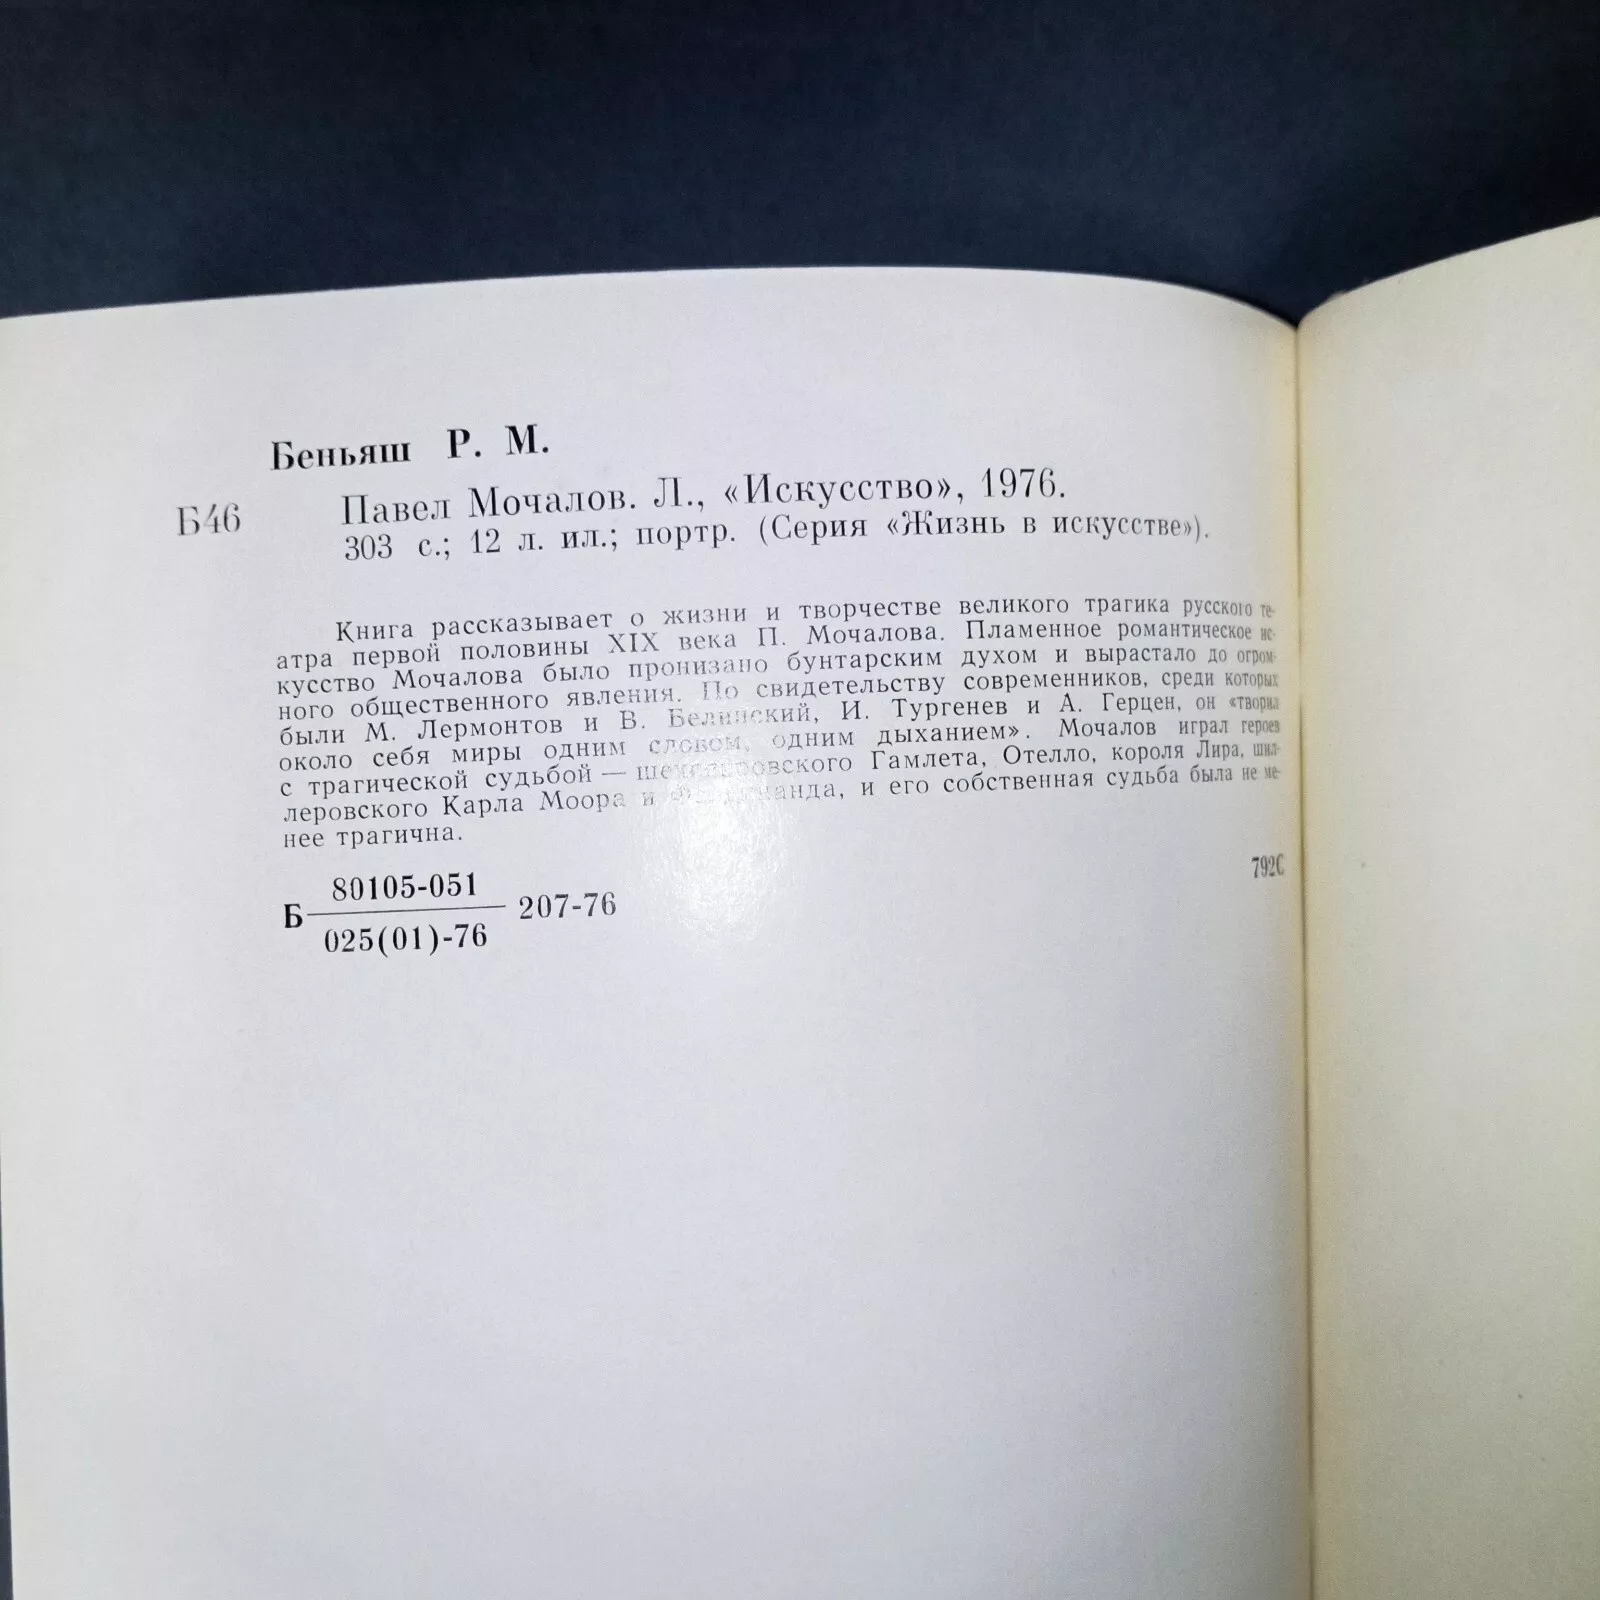 Беньяш Р. М.
Б46
Павел Мочалов. Л., «Искусство», 1976.
303 с.; 12 л. ил.; портр. (Серия «Жизнь в искусстве»).
Книга рассказывает о жизни и творчестве великого трагика русского те-
атра первой половины XIX века П. Мочалова. Пламенное романтическое ис-
кусство Мочалова было пронизано бунтарским духом и вырастало до огром-
ного общественного явления. По свидетельству современников, среди которых
были М. Лермонтов и В. Белинский, И. Тургенев и А. Герцен, он «творил
около себя миры одним словом, одним дыханием». Мочалов играл героев
с трагической судьбой — шекспировского Гамлета, Отелло, короля Лира, шил-
леровского Карла Моора и Фердинанда, и его собственная судьба была не ме-
нее трагична.
792С
Б 80105-051 207-76
025(01)-76